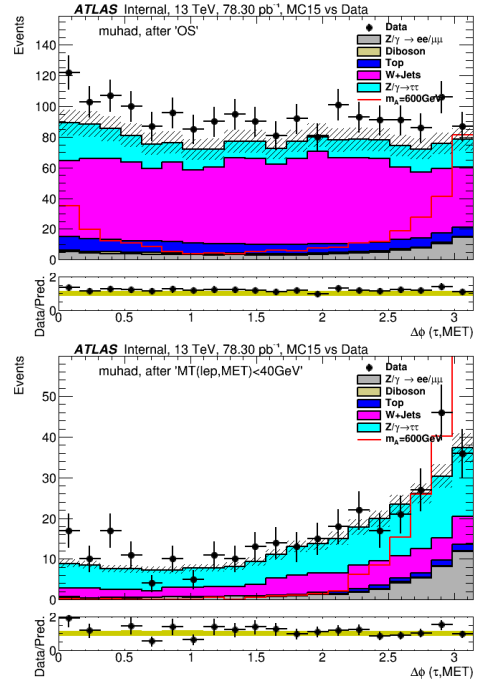 ATLAS Internal, 13 TeV, 78.30 pb⁻¹, MC15 vs Data
Events
muhad, after 'OS'
Data
Z/γ → ee/μμ
Diboson
Top
W+Jets
Z/γ→ττ
m_A=600GeV
140
120
100
80
60
40
20
0
Data/Pred.
2
0
0 0.5 1 1.5 2 2.5 3
Δϕ (τ,MET)
ATLAS Internal, 13 TeV, 78.30 pb⁻¹, MC15 vs Data
Events
muhad, after 'MT(lep,MET)<40GeV'
Data
Z/γ → ee/μμ
Diboson
Top
W+Jets
Z/γ→ττ
m_A=600GeV
50
40
30
20
10
0
Data/Pred.
2
0
0 0.5 1 1.5 2 2.5 3
Δϕ (τ,MET)